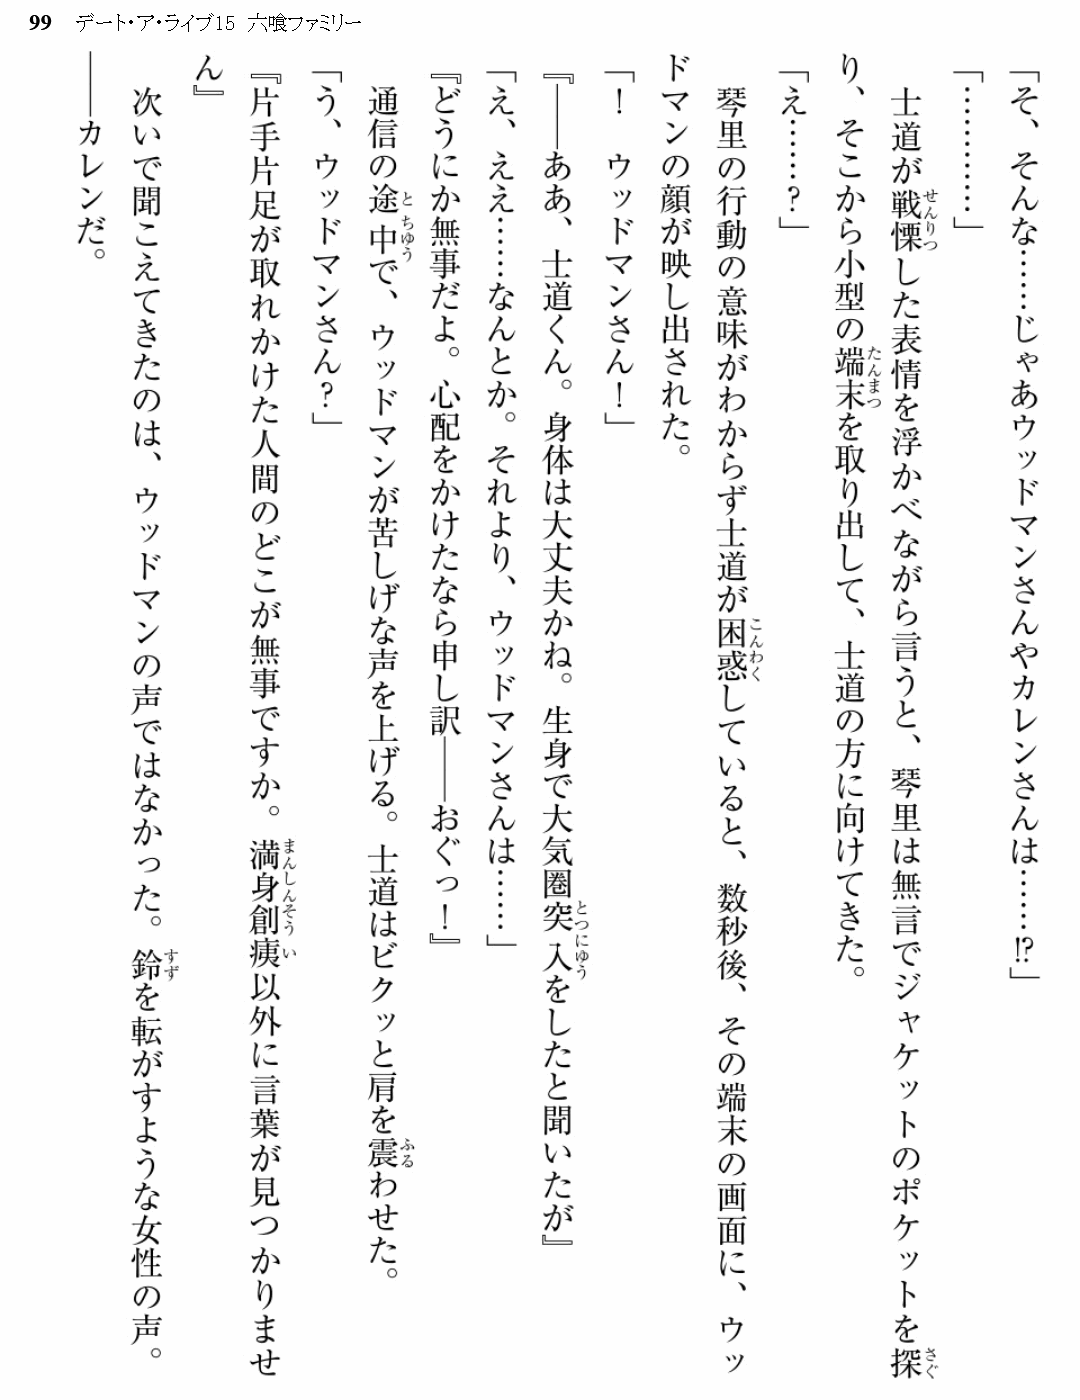 99 デート・ア・ライブ15 六喰ファミリー
「そ、そんな……じゃあウッドマンさんやカレンさんは……!?」
「…………」
士道が戦慄した表情を浮かべながら言うと、琴里は無言でジャケットのポケットを探
り、そこから小型の端末を取り出して、士道の方に向けてきた。
「え……?」
琴里の行動の意味がわからず士道が困惑していると、数秒後、その端末の画面に、ウッ
ドマンの顔が映し出された。
「! ウッドマンさん!」
『――ああ、士道くん。身体は大丈夫かね。生身で大気圏突入をしたと聞いたが』
「え、ええ……なんとか。それより、ウッドマンさんは……」
『どうにか無事だよ。心配をかけたなら申し訳――おぐっ!』
通信の途中で、ウッドマンが苦しげな声を上げる。士道はビクッと肩を震わせた。
「う、ウッドマンさん?」
『片手片足が取れかけた人間のどこが無事ですか。満身創痍以外に言葉が見つかりませ
ん』
次いで聞こえてきたのは、ウッドマンの声ではなかった。鈴を転がすような女性の声。
――カレンだ。